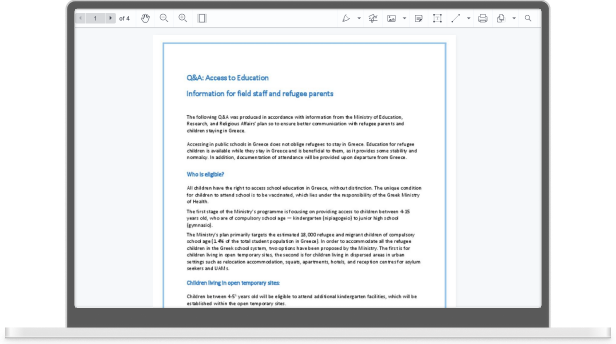 1 of 4
Q&A: Access to Education
Information for field staff and refugee parents
The following Q&A was produced in accordance with information from the Ministry of Education,
Research, and Religious Affairs' plan so to ensure better communication with refugee parents and
children staying in Greece.
Accessing in public schools in Greece does not oblige refugees to stay in Greece. Education for refugee
children is available while they stay in Greece and is beneficial to them, as it provides some stability and
normalcy. In addition, documentation of attendance will be provided upon departure from Greece.
Who is eligible?
All children have the right to access school education in Greece, without distinction. The unique condition
for children to attend school is to be vaccinated, which lies under the responsibility of the Greek Ministry
of Health.
The first stage of the Ministry's programme is focusing on providing access to children between 4-15
years old, who are of compulsory school age — kindergarten (nipagogeio) to junior high school
(gymnasio).
The Ministry's plan primarily targets the estimated 18,000 refugee and migrant children of compulsory
school age (1.4% of the total student population in Greece). In order to accommodate all the refugee
children in the Greek school system, two options have been proposed by the Ministry. The first is for
children living in open temporary sites, the second is for children living in dispersed areas in urban
settings such as relocation accommodation, squats, apartments, hotels, and reception centres for asylum
seekers and UAMs.
Children living in open temporary sites:
Children between 4-5¹ years old will be eligible to attend additional kindergarten facilities, which will be
established within the open temporary sites.